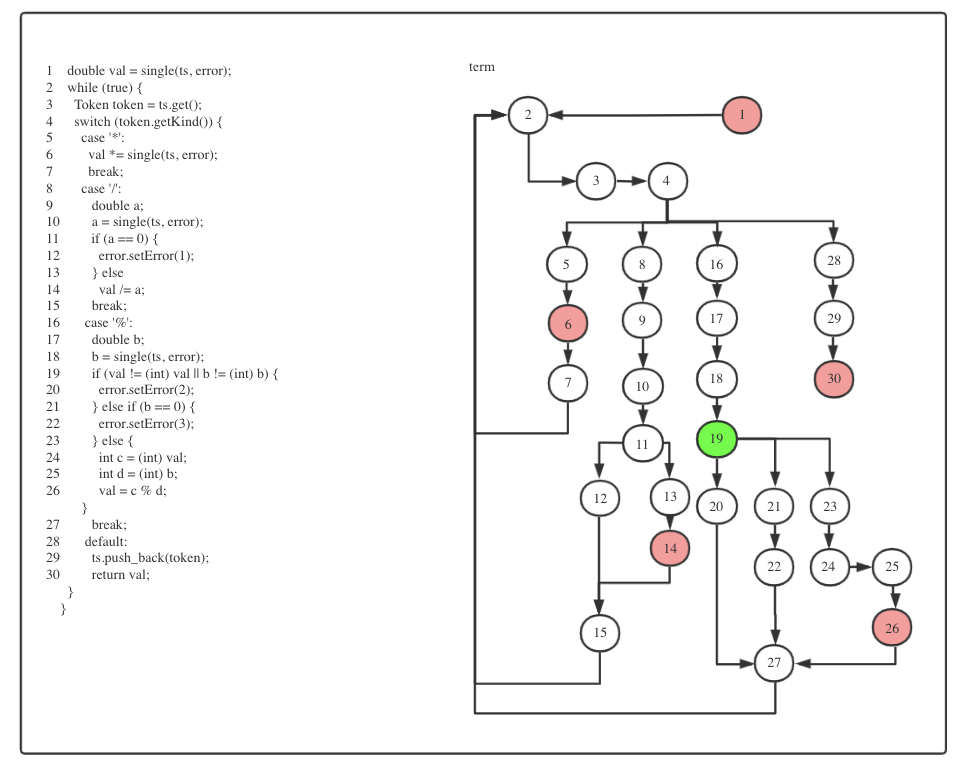 term
1 double val = single(ts, error);
2 while (true) {
3 Token token = ts.get();
4 switch (token.getKind()) {
5 case '*':
6 val *= single(ts, error);
7 break;
8 case '/':
9 double a;
10 a = single(ts, error);
11 if (a == 0) {
12 error.setError(1);
13 } else
14 val /= a;
15 break;
16 case '%':
17 double b;
18 b = single(ts, error);
19 if (val != (int) val || b != (int) b) {
20 error.setError(2);
21 } else if (b == 0) {
22 error.setError(3);
23 } else {
24 int c = (int) val;
25 int d = (int) b;
26 val = c % d;
}
27 break;
28 default:
29 ts.push_back(token);
30 return val;
}
}
2 1
3 4
5 8 16 28
6 9 17 29
7 10 18 30
11 19
12 13 20 21 23
14 22 24 25
15 26
27